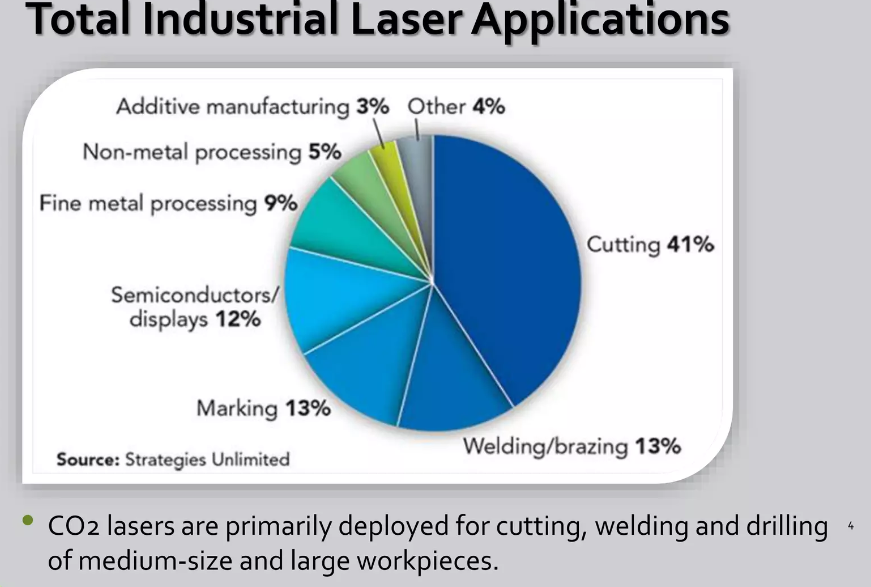 Total Industrial Laser Applications
Additive manufacturing 3%
Other 4%
Non-metal processing 5%
Fine metal processing 9%
Cutting 41%
Semiconductors/
displays 12%
Marking 13%
Welding/brazing 13%
Source: Strategies Unlimited
• CO2 lasers are primarily deployed for cutting, welding and drilling
of medium-size and large workpieces.
4